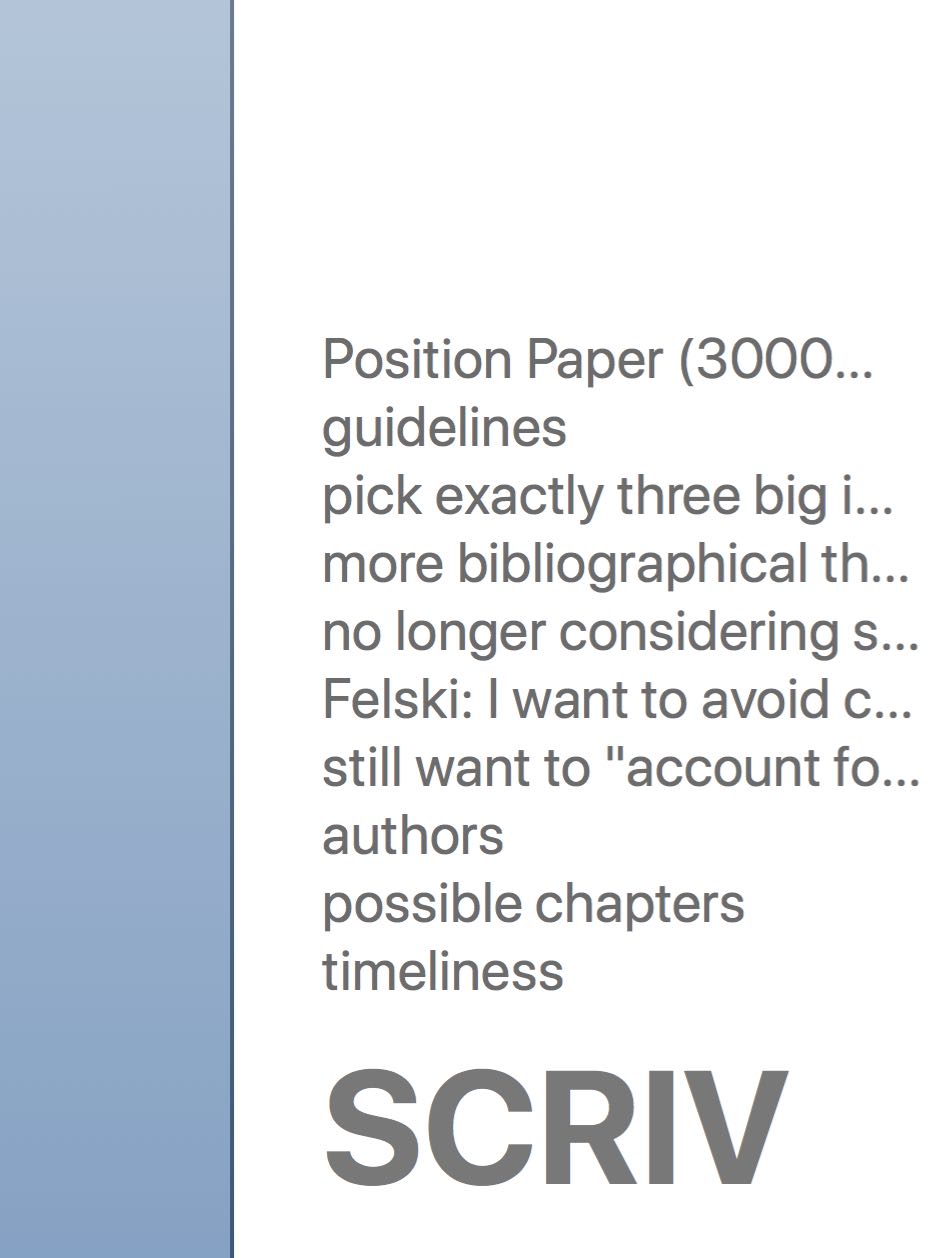 Position Paper (3000...
guidelines
pick exactly three big i...
more bibliographical th...
no longer considering s...
Felski: I want to avoid c...
still want to "account fo...
authors
possible chapters
timeliness
SCRIV